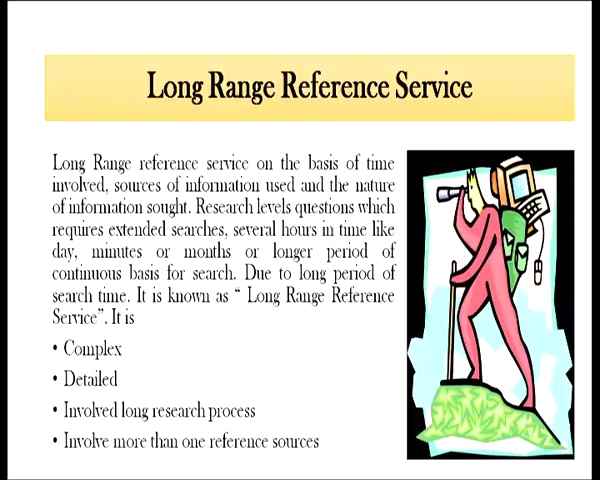 Long Range Reference Service
Long Range reference service on the basis of time
involved, sources of information used and the nature
of information sought. Research levels questions which
requires extended searches, several hours in time like
day, minutes or months or longer period of
continuous basis for search. Due to long period of
search time. It is known as “ Long Range Reference
Service”. It is
• Complex
• Detailed
• Involved long research process
• Involve more than one reference sources